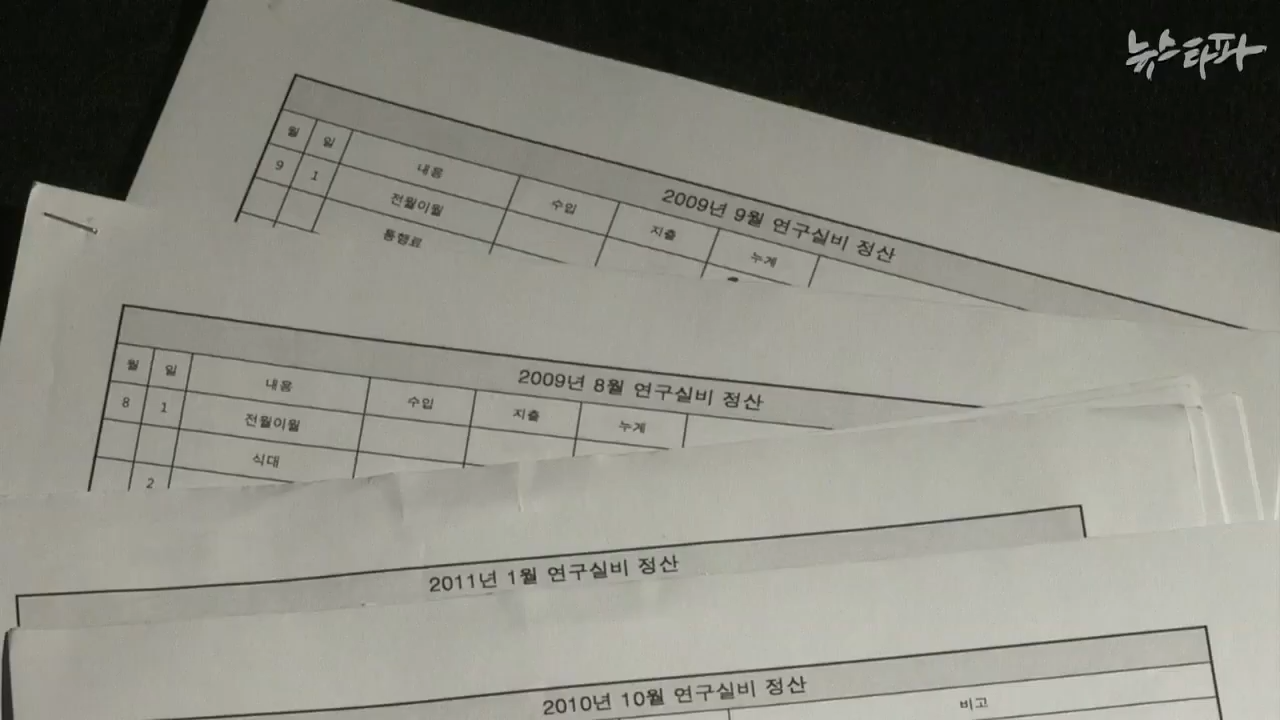 뉴스타파
2009년 9월 연구실비 정산
월 일 내용 수입 지출 누계
9 1 전월이월
통행료
2009년 8월 연구실비 정산
월 일 내용 수입 지출 누계
8 1 전월이월
식대
2
2011년 1월 연구실비 정산
2010년 10월 연구실비 정산
비고